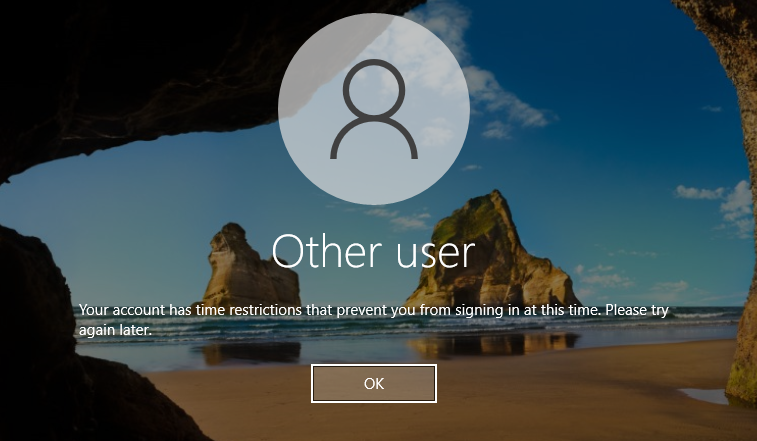 Other user
Your account has time restrictions that prevent you from signing in at this time. Please try
again later.
OK